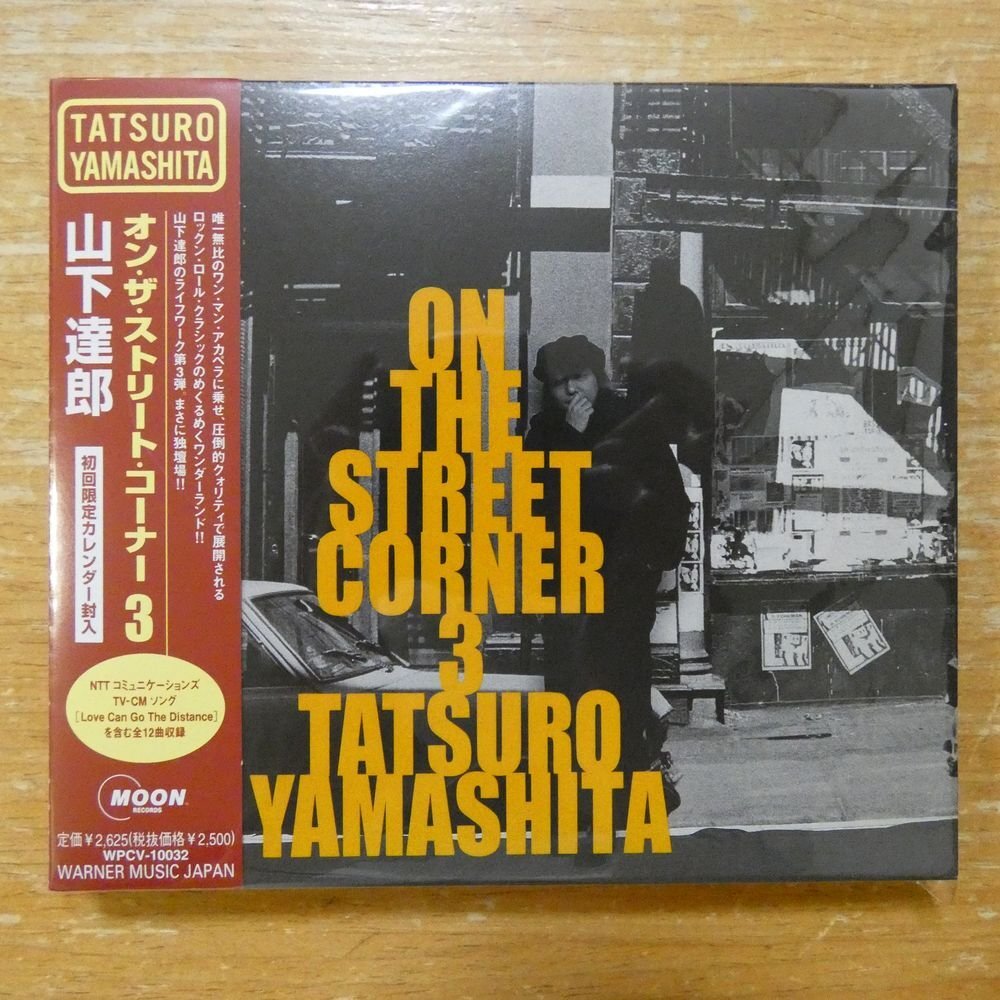 TATSURO
YAMASHITA
山下達郎
オン・ザ・ストリート・コーナー 3
唯一無比のワン・マン・アカペラに乗せ、圧倒的クォリティで展開される
ロックン・ロール・クラシックのめくるめくワンダーランド!!
山下達郎のライフワーク第3弾。まさに独壇場!!
初回限定カレンダー封入
NTT コミュニケーションズ
TV-CM ソング
[Love Can Go The Distance]
を含む全12曲収録
MOON
RECORDS
定価￥2,625(税抜価格￥2,500)
WPCV-10032
WARNER MUSIC JAPAN
ON
THE
STREET
CORNER
3
TATSURO
YAMASHITA